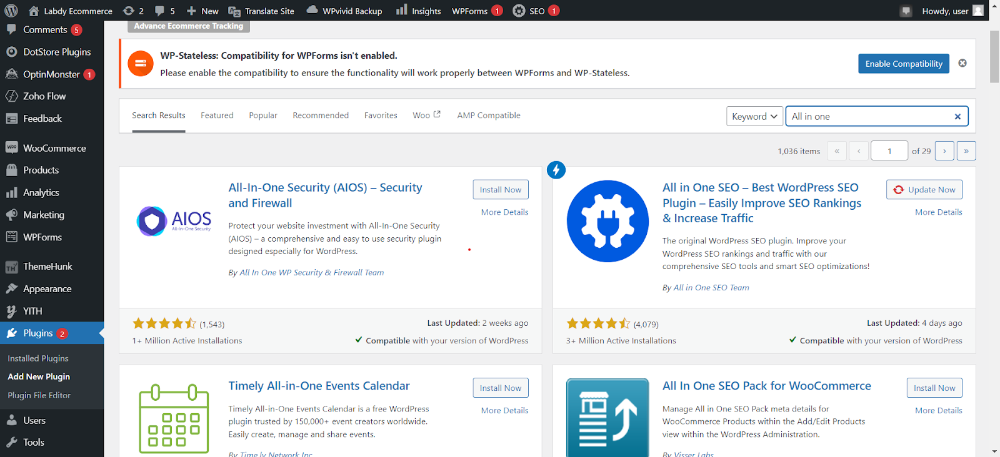 Labdy Ecommerce
2
5
New
Translate Site
WPvivid Backup
Insights
WPForms 1
SEO 1
Howdy, user
Comments 5
DotStore Plugins
OptinMonster 1
Zoho Flow
Feedback
Woo WooCommerce
Products
Analytics
Marketing
WPForms
TH ThemeHunk
Appearance
YITH
Plugins 2
Installed Plugins
Add New Plugin
Plugin File Editor
Users
Tools
Advance Ecommerce Tracking
WP-Stateless: Compatibility for WPForms isn't enabled.
Please enable the compatibility to ensure the functionality will work properly between WPForms and WP-Stateless.
Enable Compatibility
Search Results
Featured
Popular
Recommended
Favorites
Woo
AMP Compatible
Keyword
All in one
1,036 items
«
‹
1
of 29
›
»
AIOS
All-In-One Security
All-In-One Security (AIOS) – Security
and Firewall
Install Now
More Details
Protect your website investment with All-In-One Security
(AIOS) – a comprehensive and easy to use security plugin
designed especially for WordPress.
By All In One WP Security & Firewall Team
(1,543)
1+ Million Active Installations
Last Updated: 2 weeks ago
Compatible with your version of WordPress
All in One SEO – Best WordPress SEO
Plugin – Easily Improve SEO Rankings
& Increase Traffic
Update Now
More Details
The original WordPress SEO plugin. Improve your
WordPress SEO rankings and traffic with our
comprehensive SEO tools and smart SEO optimizations!
By All in One SEO Team
(4,079)
3+ Million Active Installations
Last Updated: 4 days ago
Compatible with your version of WordPress
Timely All-in-One Events Calendar
Install Now
More Details
Timely All-in-One Events Calendar is a free WordPress
plugin trusted by 150,000+ event creators worldwide.
Easily create, manage and share events.
By Time.ly Network Inc.
All In One SEO Pack for WooCommerce
Install Now
More Details
Manage All in One SEO Pack meta details for
WooCommerce Products within the Add/Edit Products
view within the WordPress Administration.
By Visser Labs